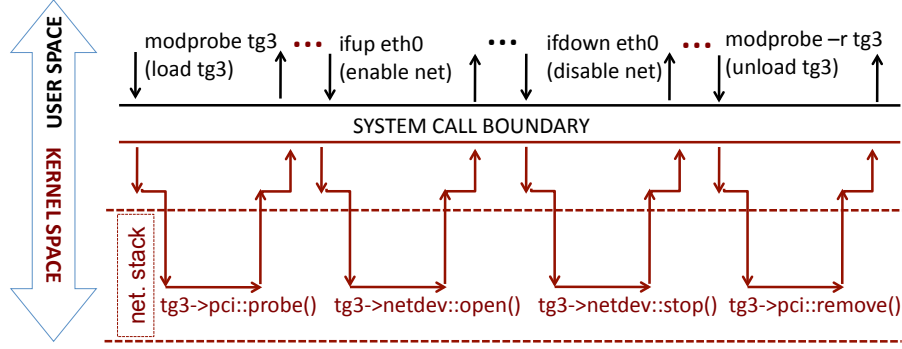 USER SPACE
KERNEL SPACE
modprobe tg3
(load tg3)
•••
ifup eth0
(enable net)
•••
ifdown eth0
(disable net)
•••
modprobe –r tg3
(unload tg3)
SYSTEM CALL BOUNDARY
net. stack
tg3->pci::probe()
tg3->netdev::open()
tg3->netdev::stop()
tg3->pci::remove()